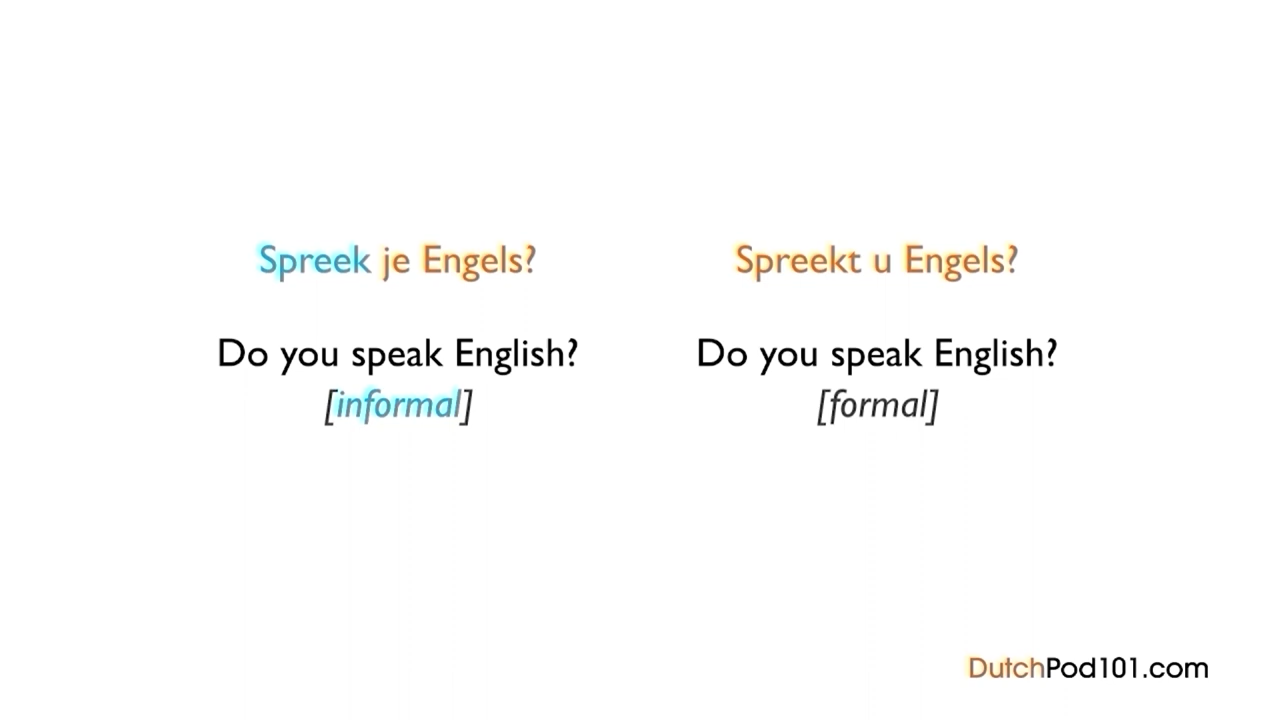 Spreek je Engels?
Do you speak English?
[informal]
Spreekt u Engels?
Do you speak English?
[formal]
DutchPod101.com